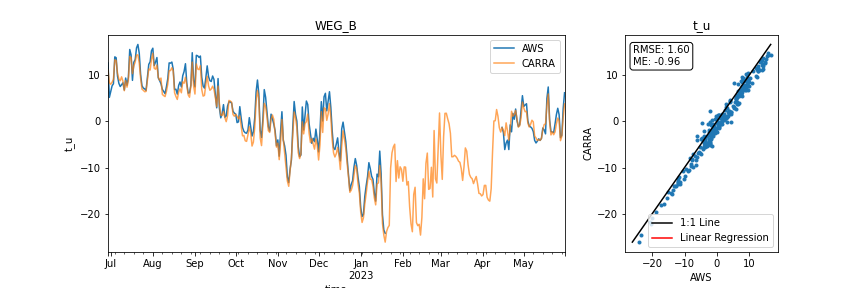 WEG_B
t_u
AWS
CARRA
10
0
−10
−20
t_u
Jul
Aug
Sep
Oct
Nov
Dec
Jan
2023
Feb
Mar
Apr
May
time
t_u
RMSE: 1.60
ME: -0.96
10
0
−10
−20
CARRA
1:1 Line
Linear Regression
−20
−10
0
10
AWS